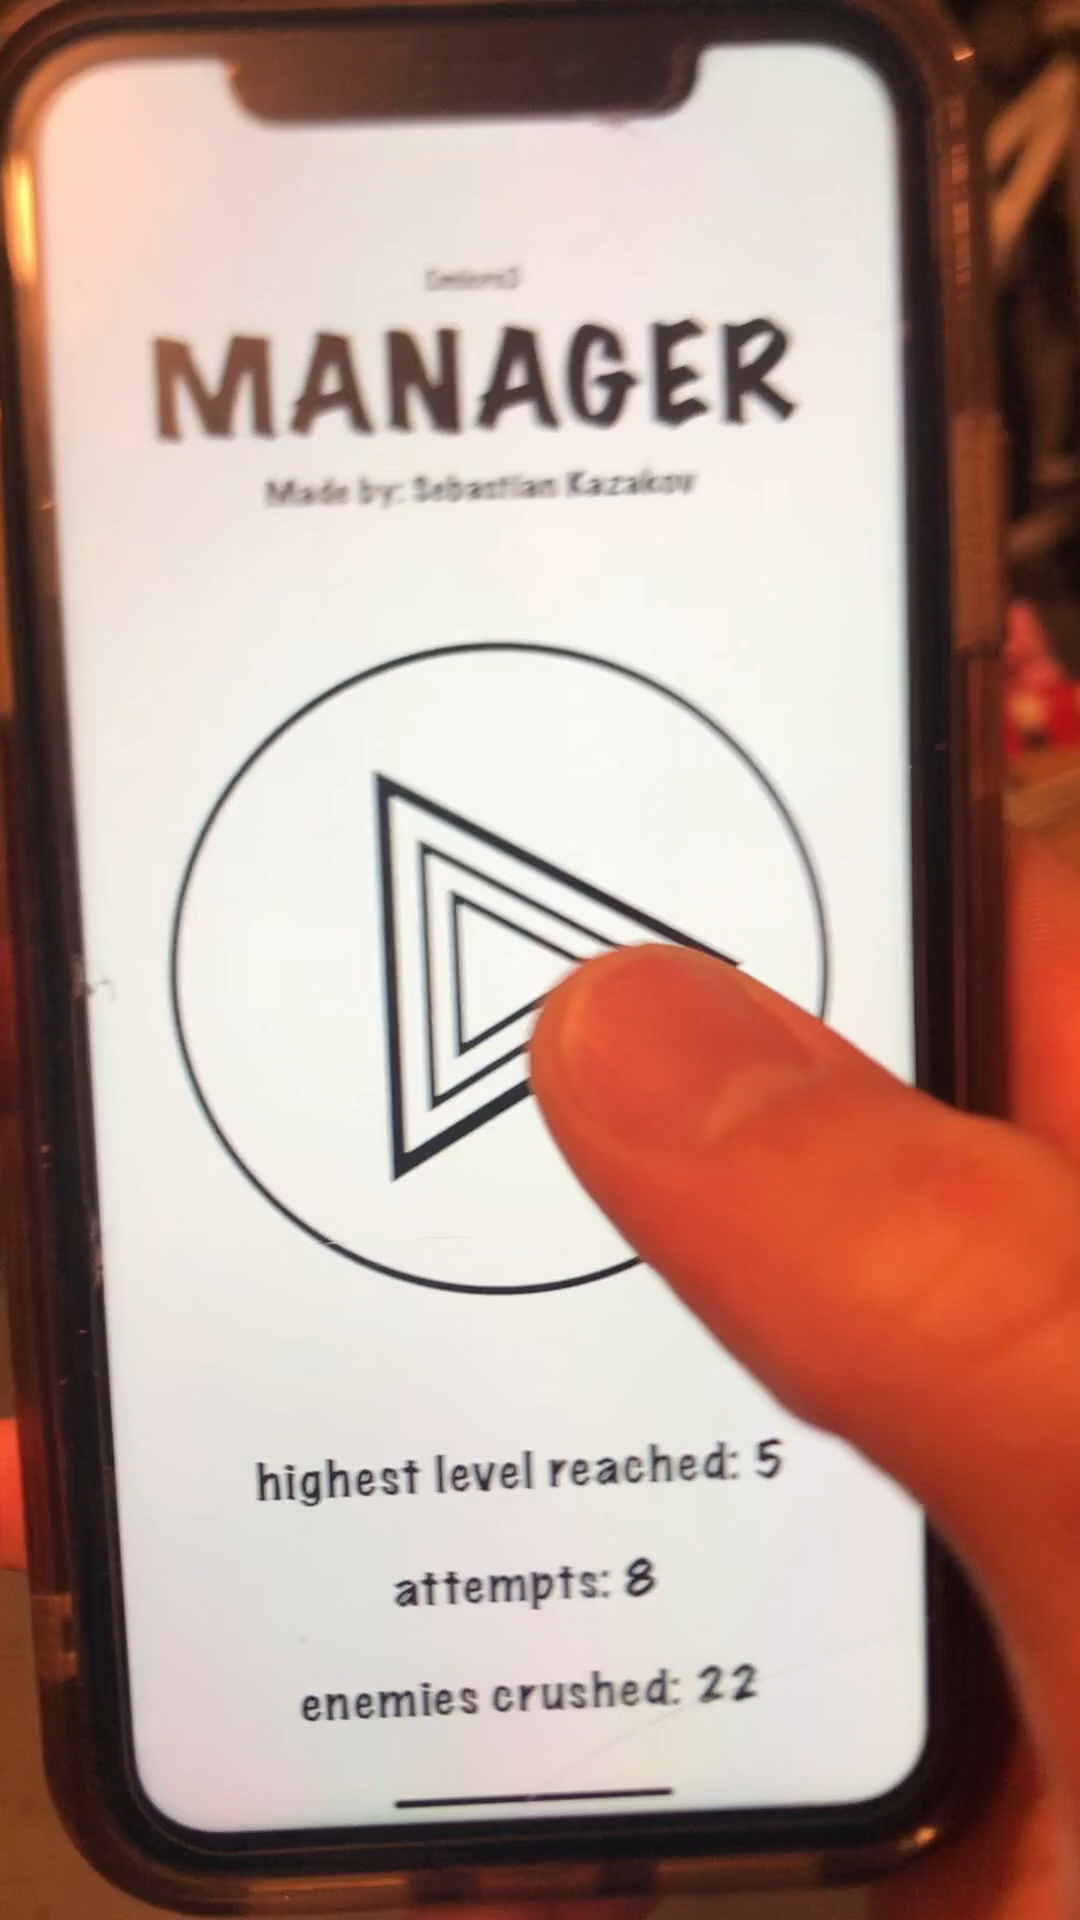 MANAGER
Made by: Sebastian Kazakov
highest level reached: 5
attempts: 8
enemies crushed: 22